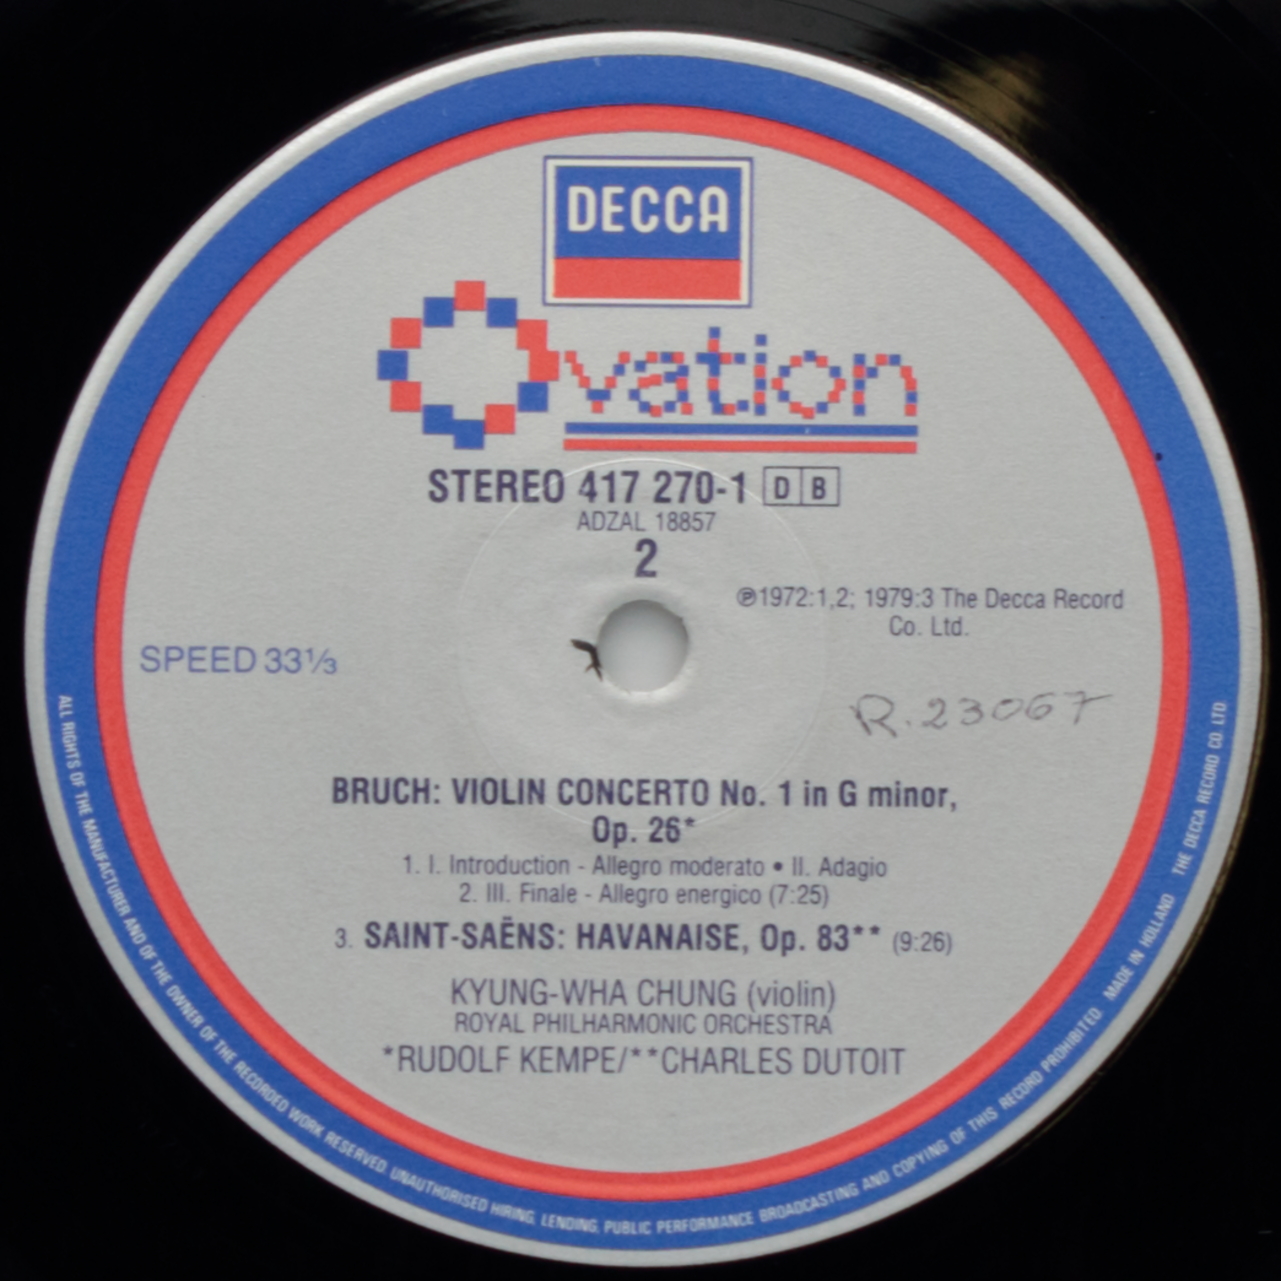 DECCA
Ovation
STEREO 417 270-1 D B
ADZAL 18857
2
℗1972:1,2; 1979:3 The Decca Record
Co. Ltd.
SPEED 33⅓
R.23067
BRUCH: VIOLIN CONCERTO No. 1 in G minor,
Op. 26*
1. I. Introduction - Allegro moderato • II. Adagio
2. III. Finale - Allegro energico (7:25)
3. SAINT-SAËNS: HAVANAISE, Op. 83** (9:26)
KYUNG-WHA CHUNG (violin)
ROYAL PHILHARMONIC ORCHESTRA
*RUDOLF KEMPE/**CHARLES DUTOIT
ALL RIGHTS OF THE MANUFACTURER AND OF THE OWNER OF THE RECORDED WORK RESERVED. UNAUTHORISED HIRING, LENDING, PUBLIC PERFORMANCE BROADCASTING AND COPYING OF THIS RECORD PROHIBITED. MADE IN HOLLAND THE DECCA RECORD CO. LTD.